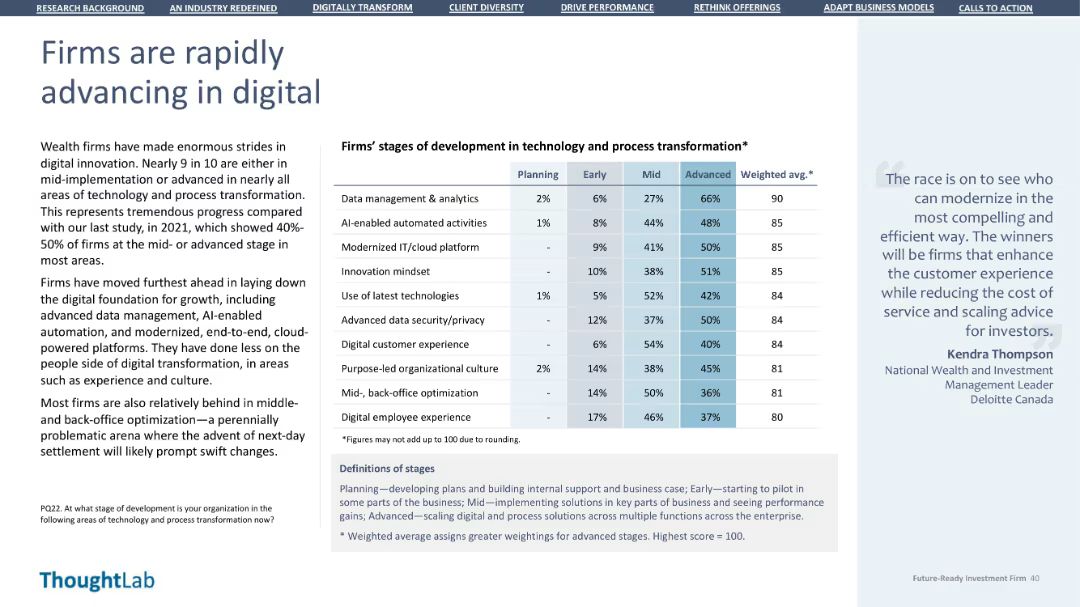 RESEARCH BACKGROUND AN INDUSTRY REDEFINED DIGITALLY TRANSFORM CLIENT DIVERSITY DRIVE PERFORMANCE RETHINK OFFERINGS ADAPT BUSINESS MODELS CALLS TO ACTION
Firms are rapidly
advancing in digital
Wealth firms have made enormous strides in
digital innovation. Nearly 9 in 10 are either in
mid-implementation or advanced in nearly all
areas of technology and process transformation.
This represents tremendous progress compared
with our last study, in 2021, which showed 40%-
50% of firms at the mid- or advanced stage in
most areas.
Firms have moved furthest ahead in laying down
the digital foundation for growth, including
advanced data management, AI-enabled
automation, and modernized, end-to-end, cloud-
powered platforms. They have done less on the
people side of digital transformation, in areas
such as experience and culture.
Most firms are also relatively behind in middle-
and back-office optimization—a perennially
problematic arena where the advent of next-day
settlement will likely prompt swift changes.
PQ22. At what stage of development is your organization in the
following areas of technology and process transformation now?
Firms' stages of development in technology and process transformation*
Planning Early Mid Advanced Weighted avg.*
Data management & analytics 2% 6% 27% 66% 90
AI-enabled automated activities 1% 8% 44% 48% 85
Modernized IT/cloud platform - 9% 41% 50% 85
Innovation mindset - 10% 38% 51% 85
Use of latest technologies 1% 5% 52% 42% 84
Advanced data security/privacy - 12% 37% 50% 84
Digital customer experience - 6% 54% 40% 84
Purpose-led organizational culture 2% 14% 38% 45% 81
Mid-, back-office optimization - 14% 50% 36% 81
Digital employee experience - 17% 46% 37% 80
*Figures may not add up to 100 due to rounding.
Definitions of stages
Planning—developing plans and building internal support and business case; Early—starting to pilot in
some parts of the business; Mid—implementing solutions in key parts of business and seeing performance
gains; Advanced—scaling digital and process solutions across multiple functions across the enterprise.
* Weighted average assigns greater weightings for advanced stages. Highest score = 100.
“
The race is on to see who
can modernize in the
most compelling and
efficient way. The winners
will be firms that enhance
the customer experience
while reducing the cost of
service and scaling advice
for investors.
”
Kendra Thompson
National Wealth and Investment
Management Leader
Deloitte Canada
ThoughtLab
Future-Ready Investment Firm 40